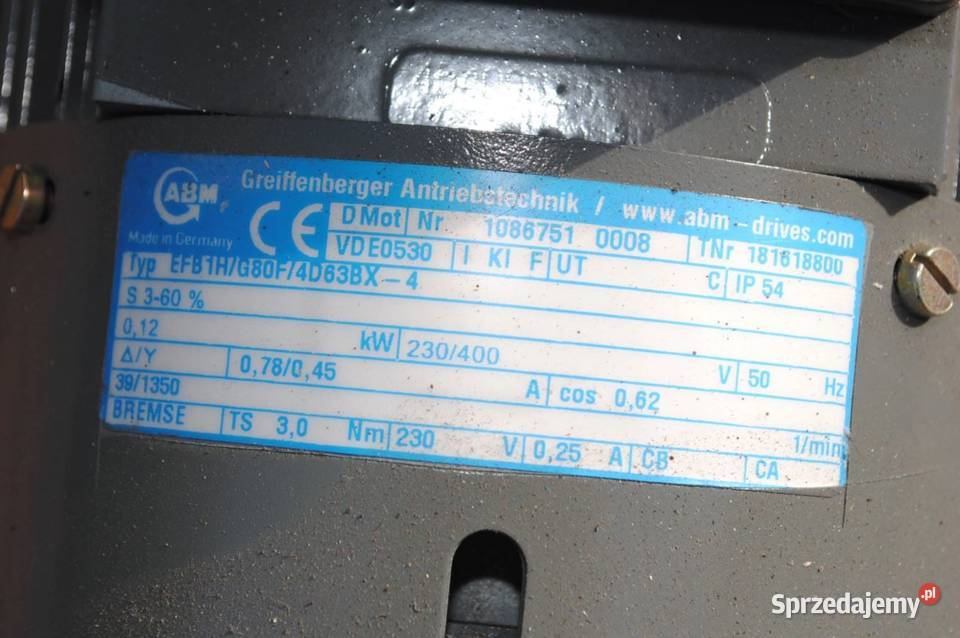 ABM Greiffenberger Antriebstechnik / www.abm-drives.com
Made in Germany CE D Mot Nr 1086751 0008 TNr 181618800
VDE0530 I KI F UT C IP 54
Typ EFB1H/G80F/4D63BX-4
S 3-60 %
0,12 kW 230/400 V 50 Hz
Δ/Y 0,78/0,45 A cos 0,62
39/1350 1/min
BREMSE TS 3,0 Nm 230 V 0,25 A CB CA
Sprzedajemy.pl